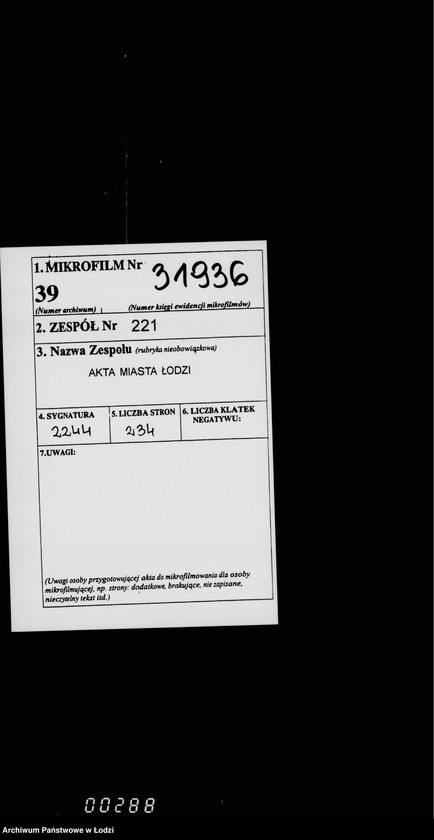 1. MIKROFILM Nr 31936
39
(Numer archiwum) (Numer księgi ewidencji mikrofilmów)
2. ZESPÓŁ Nr 221
3. Nazwa Zespołu (rubryka nieobowiązkowa)
AKTA MIASTA ŁODZI
4. SYGNATURA 5. LICZBA STRON 6. LICZBA KLATEK
NEGATYWU:
2244 234
7.UWAGI:
(Uwagi osoby przygotowującej akta do mikrofilmowania dla osoby
mikrofilmującej, np. strony: dodatkowe, brakujące, nie zapisane,
nieczytelny tekst itd.)
00288
Archiwum Państwowe w Łodzi